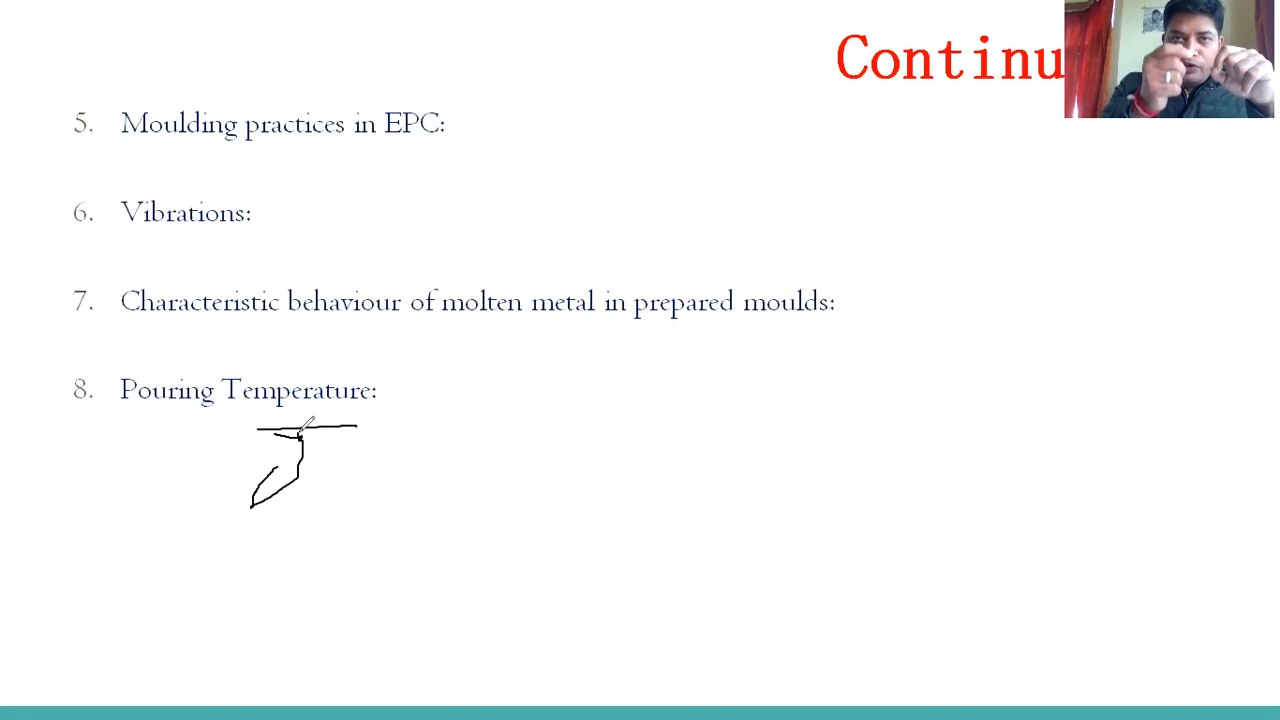 Continu
5. Moulding practices in EPC:
6. Vibrations:
7. Characteristic behaviour of molten metal in prepared moulds:
8. Pouring Temperature: